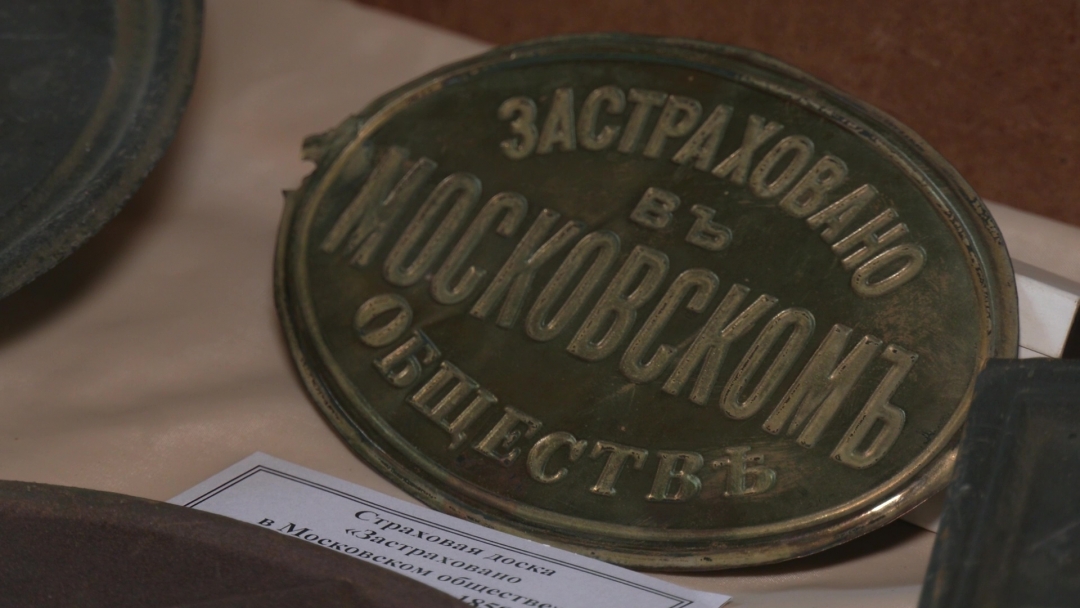 ЗАСТРАХОВАНО
ВЪ
МОСКОВСКОМЪ
ОБЩЕСТВѢ
Страховая доска
«Застраховано
в Московском обществе